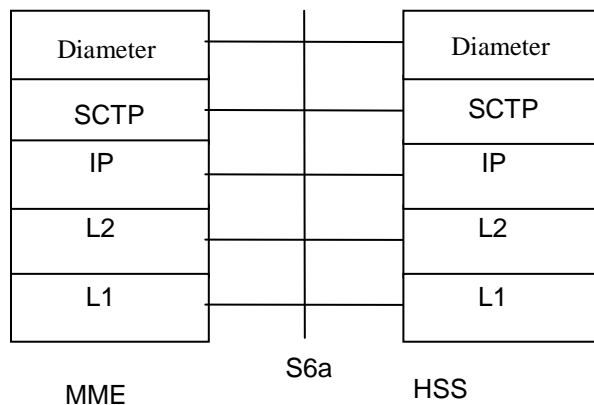 Diameter
SCTP
IP
L2
L1
Diameter
SCTP
IP
L2
L1
S6a
MME
HSS